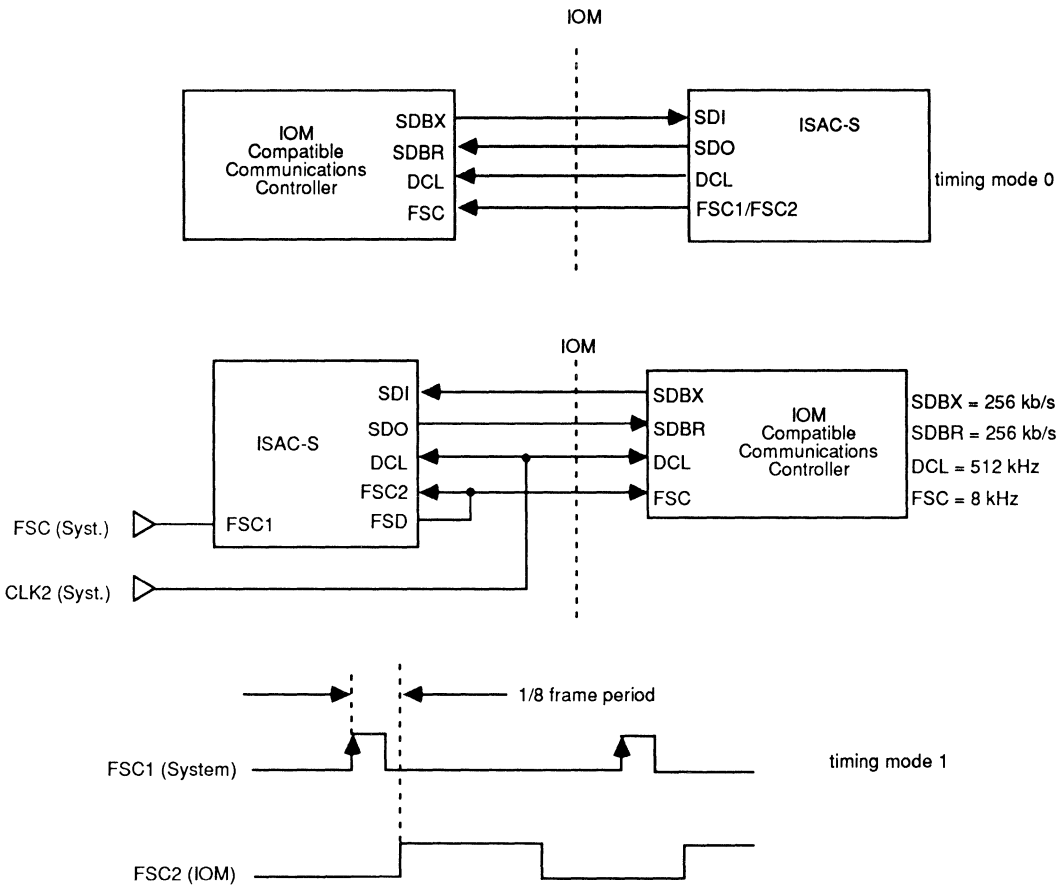 IOM
IOM
Compatible
Communications
Controller
SDBX
SDBR
DCL
FSC
SDI
SDO
DCL
FSC1/FSC2
ISAC-S
timing mode 0
IOM
ISAC-S
SDI
SDO
DCL
FSC2
FSD
FSC1
FSC (Syst.)
CLK2 (Syst.)
SDBX
SDBR
DCL
FSC
IOM
Compatible
Communications
Controller
SDBX = 256 kb/s
SDBR = 256 kb/s
DCL = 512 kHz
FSC = 8 kHz
1/8 frame period
FSC1 (System)
timing mode 1
FSC2 (IOM)